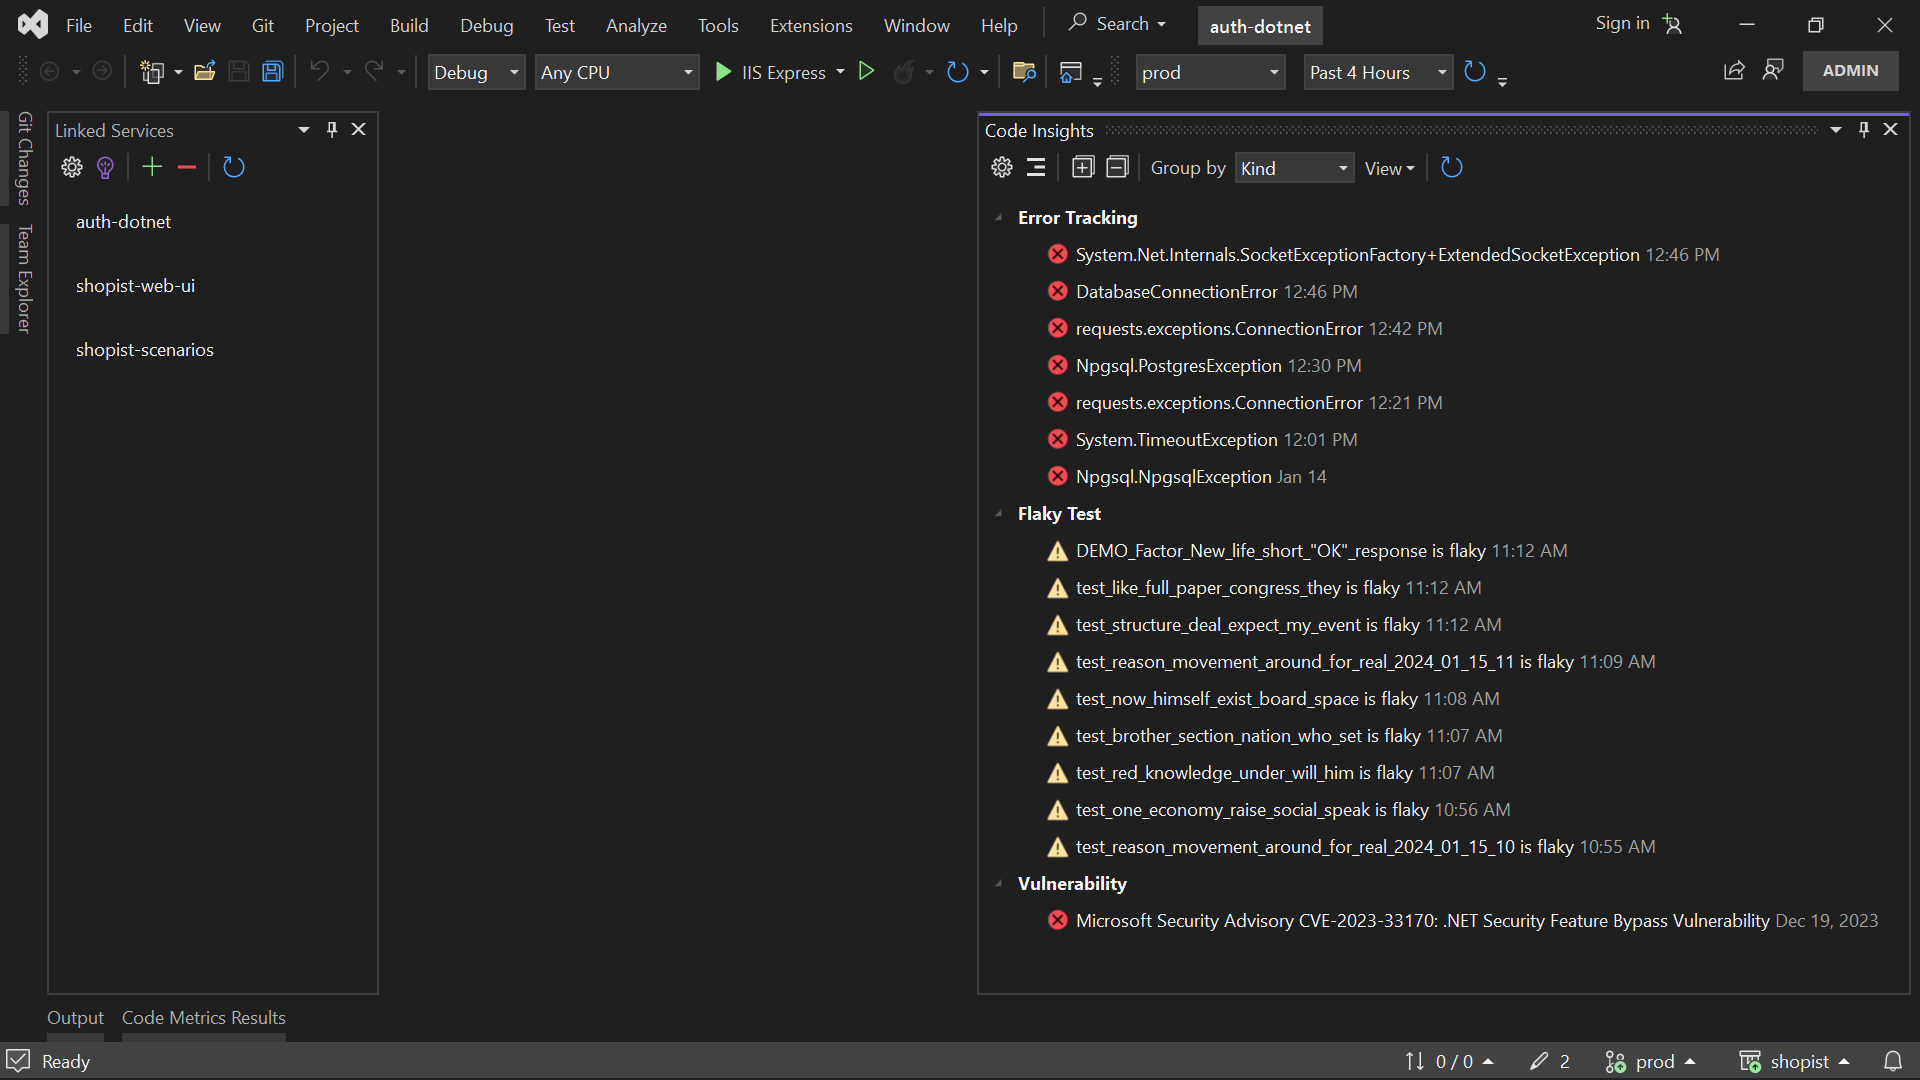 File Edit View Git Project Build Debug Test Analyze Tools Extensions Window Help Search auth-dotnet Sign in
Debug Any CPU IIS Express prod Past 4 Hours ADMIN
Git Changes
Team Explorer
Linked Services
auth-dotnet
shopist-web-ui
shopist-scenarios
Code Insights
Group by Kind View
Error Tracking
System.Net.Internals.SocketExceptionFactory+ExtendedSocketException 12:46 PM
DatabaseConnectionError 12:46 PM
requests.exceptions.ConnectionError 12:42 PM
Npgsql.PostgresException 12:30 PM
requests.exceptions.ConnectionError 12:21 PM
System.TimeoutException 12:01 PM
Npgsql.NpgsqlException Jan 14
Flaky Test
DEMO_Factor_New_life_short_"OK"_response is flaky 11:12 AM
test_like_full_paper_congress_they is flaky 11:12 AM
test_structure_deal_expect_my_event is flaky 11:12 AM
test_reason_movement_around_for_real_2024_01_15_11 is flaky 11:09 AM
test_now_himself_exist_board_space is flaky 11:08 AM
test_brother_section_nation_who_set is flaky 11:07 AM
test_red_knowledge_under_will_him is flaky 11:07 AM
test_one_economy_raise_social_speak is flaky 10:56 AM
test_reason_movement_around_for_real_2024_01_15_10 is flaky 10:55 AM
Vulnerability
Microsoft Security Advisory CVE-2023-33170: .NET Security Feature Bypass Vulnerability Dec 19, 2023
Output Code Metrics Results
Ready 0 / 0 2 prod shopist